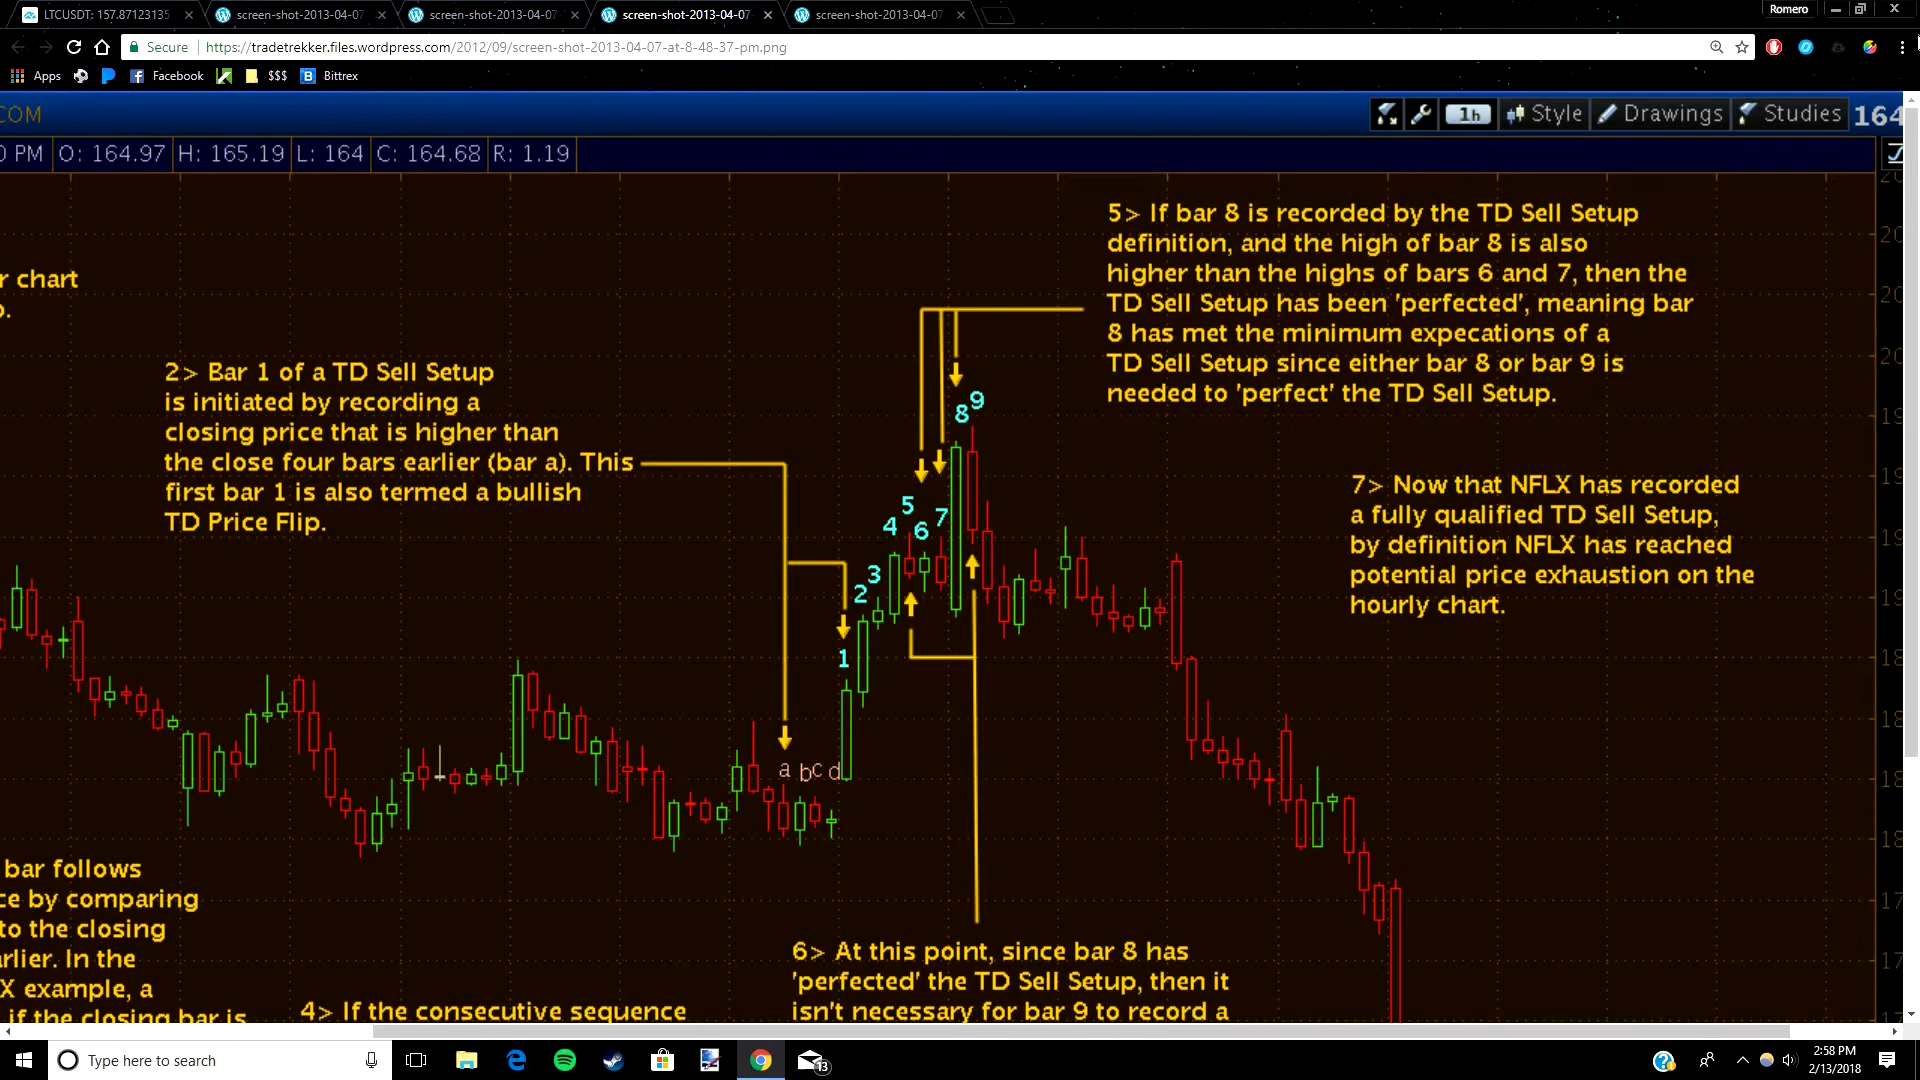 LTCUSDT: 157.87123135
screen-shot-2013-04-07-
screen-shot-2013-04-07-
screen-shot-2013-04-07-
screen-shot-2013-04-07-
Romero
Secure
https://tradetrekker.files.wordpress.com/2012/09/screen-shot-2013-04-07-at-8-48-37-pm.png
Apps
Facebook
$$$
Bittrex
COM
1h
Style
Drawings
Studies
164
PM
O: 164.97
H: 165.19
L: 164
C: 164.68
R: 1.19
r chart
2> Bar 1 of a TD Sell Setup
is initiated by recording a
closing price that is higher than
the close four bars earlier (bar a). This
first bar 1 is also termed a bullish
TD Price Flip.
5> If bar 8 is recorded by the TD Sell Setup
definition, and the high of bar 8 is also
higher than the highs of bars 6 and 7, then the
TD Sell Setup has been 'perfected', meaning bar
8 has met the minimum expecations of a
TD Sell Setup since either bar 8 or bar 9 is
needed to 'perfect' the TD Sell Setup.
7> Now that NFLX has recorded
a fully qualified TD Sell Setup,
by definition NFLX has reached
potential price exhaustion on the
hourly chart.
a b c d
1
2
3
4
5
6
7
8
9
bar follows
ce by comparing
to the closing
rlier. In the
X example, a
if the closing bar is
4> If the consecutive sequence
6> At this point, since bar 8 has
'perfected' the TD Sell Setup, then it
isn't necessary for bar 9 to record a
Type here to search
13
2:58 PM
2/13/2018